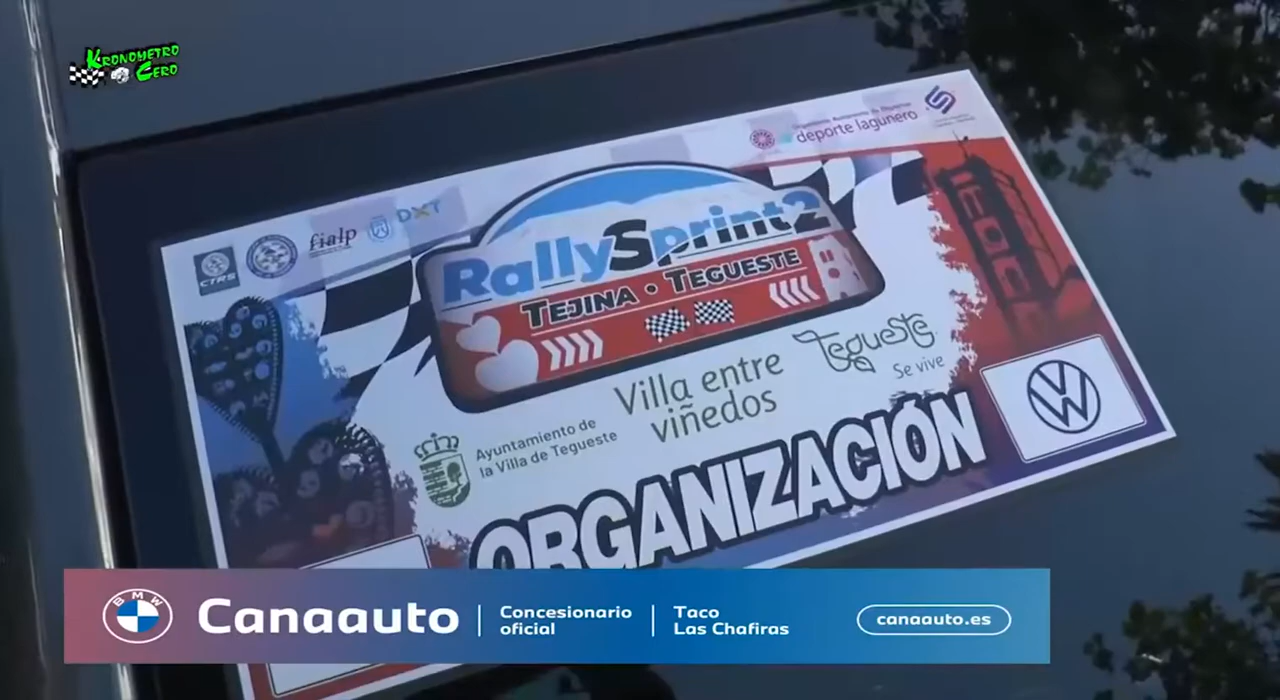 KRONOMETRO
CERO
deporte lagunero
CTRS
fialp
DXT
RallySprint2
TEJINA • TEGUESTE
Villa entre
viñedos
Tegueste
Se vive
Ayuntamiento de
la Villa de Tegueste
ORGANIZACIÓN
BMW
Canaauto
Concesionario
oficial
Taco
Las Chafiras
canaauto.es